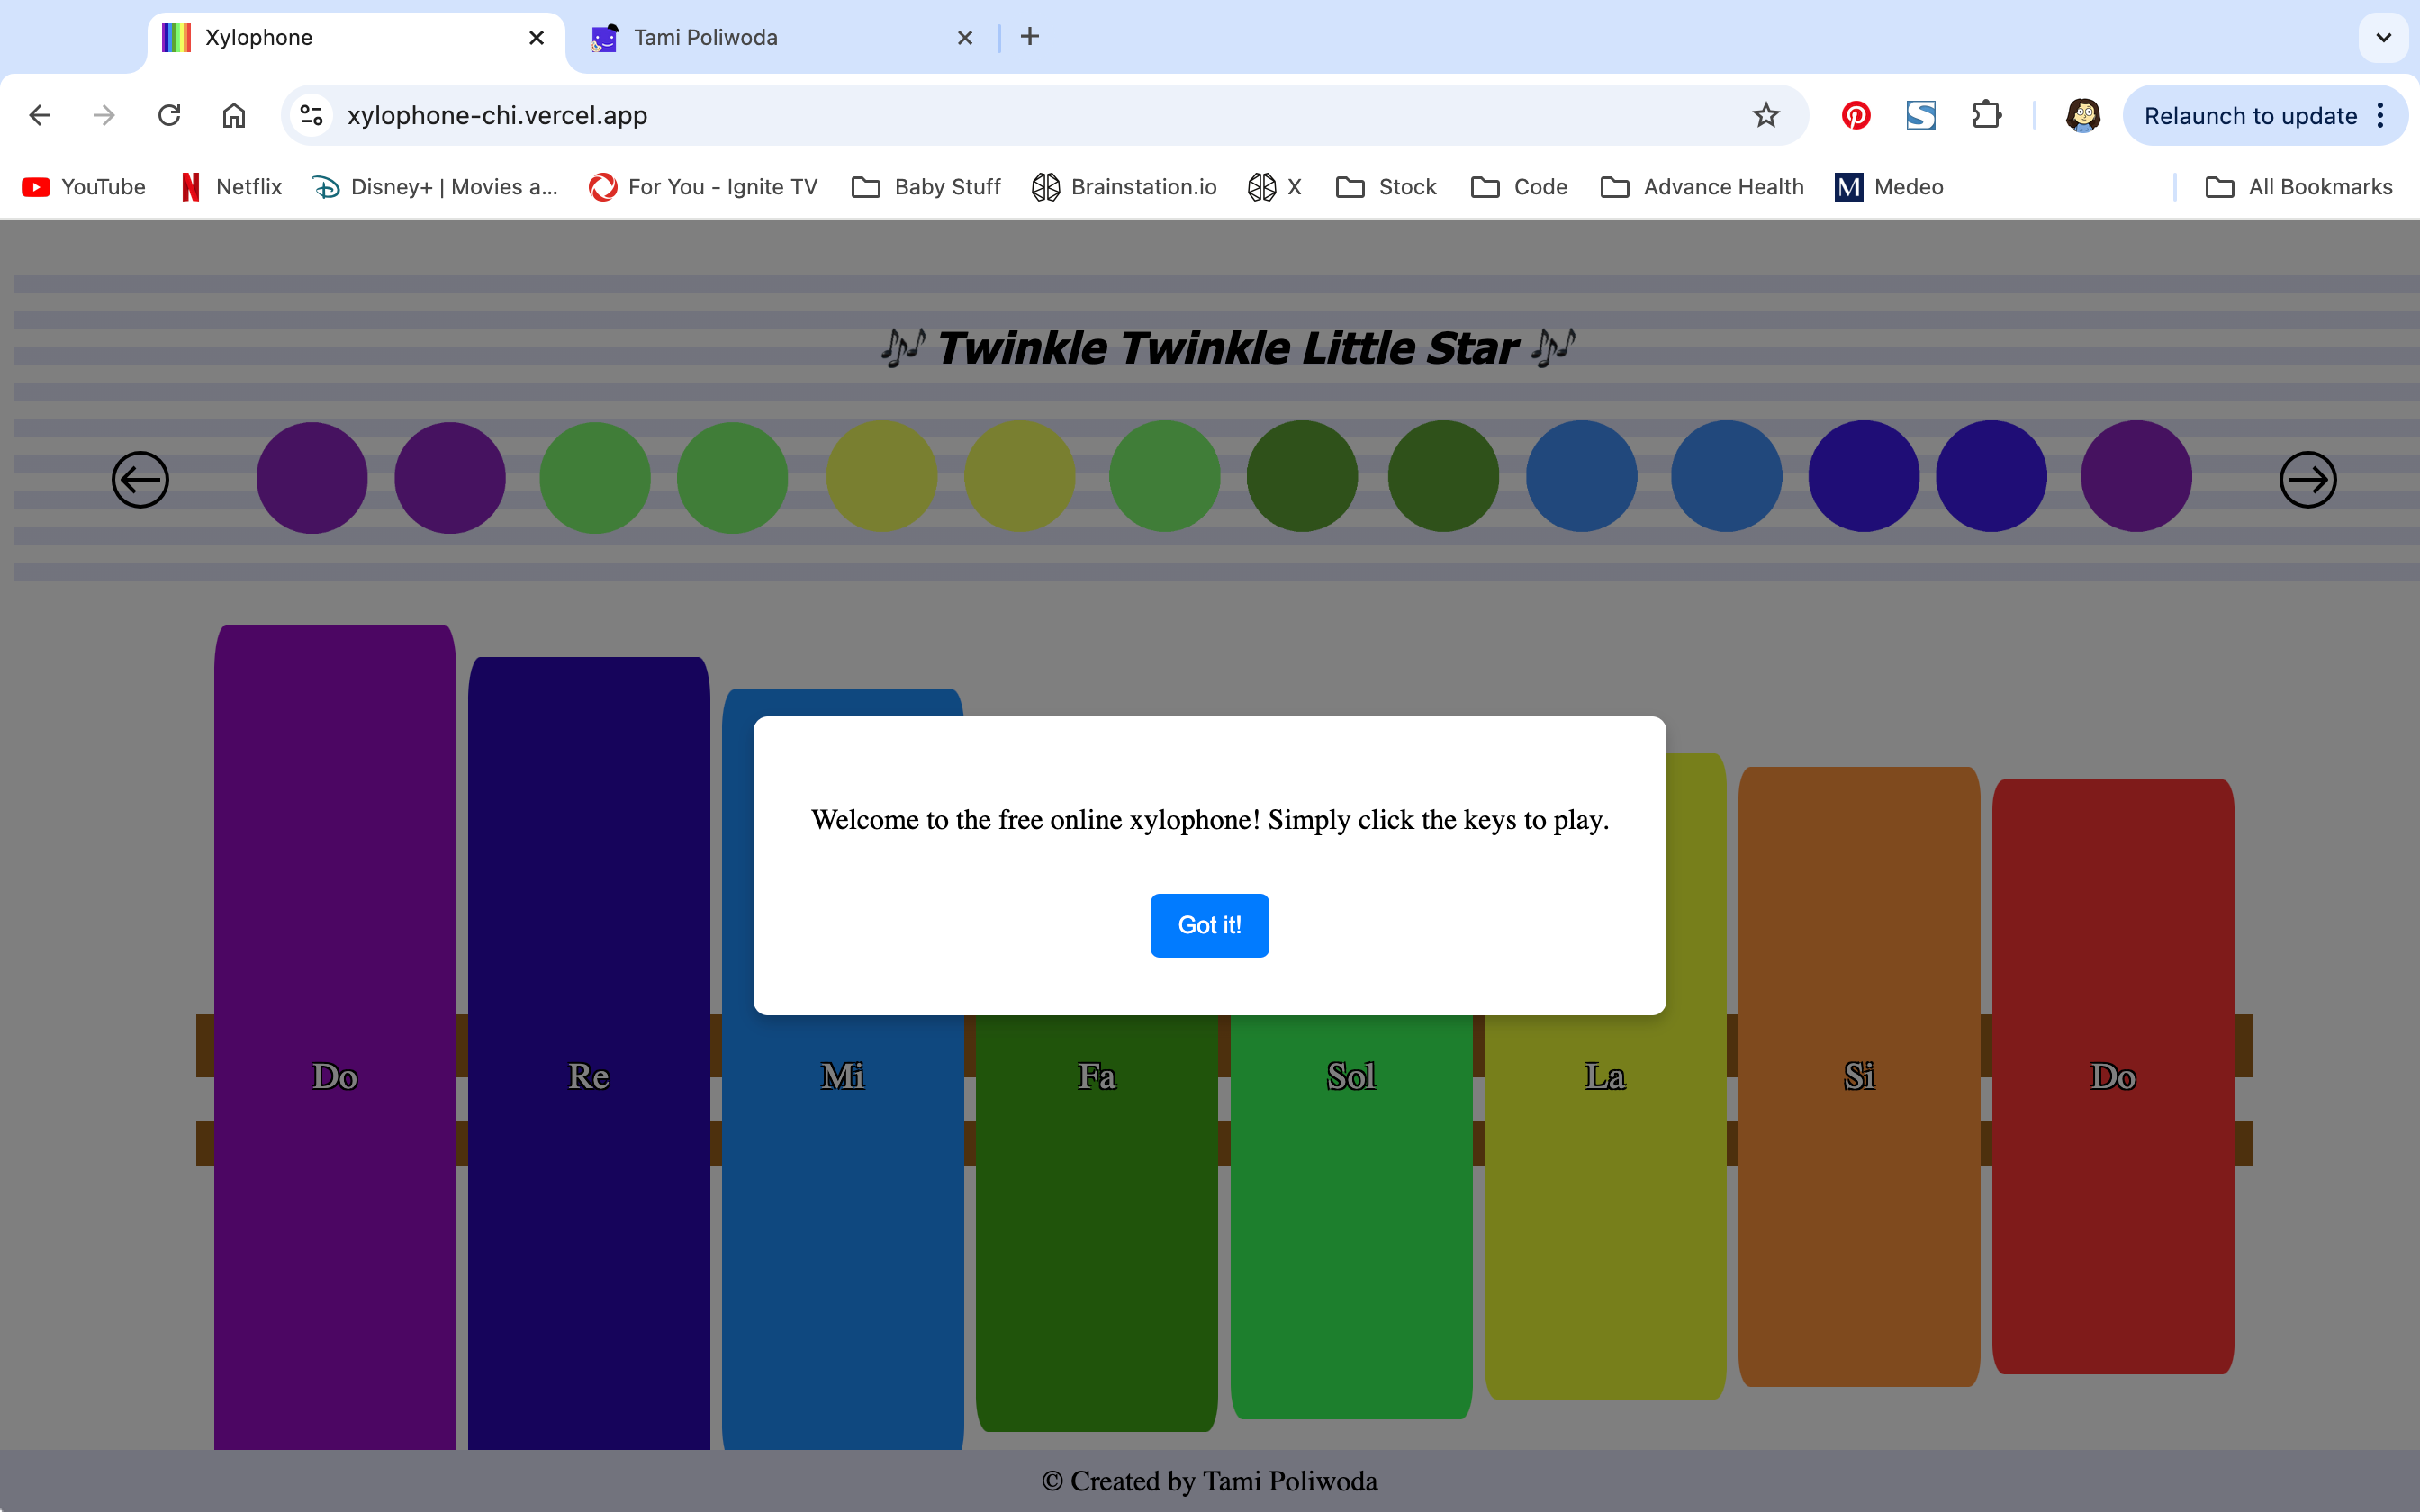 Xylophone
Tami Poliwoda
xylophone-chi.vercel.app
Relaunch to update
YouTube
Netflix
Disney+ | Movies a...
For You - Ignite TV
Baby Stuff
Brainstation.io
X
Stock
Code
Advance Health
M
Medeo
All Bookmarks
🎶 Twinkle Twinkle Little Star 🎶
Welcome to the free online xylophone! Simply click the keys to play.
Got it!
Do Re Mi Fa Sol La Si Do
© Created by Tami Poliwoda